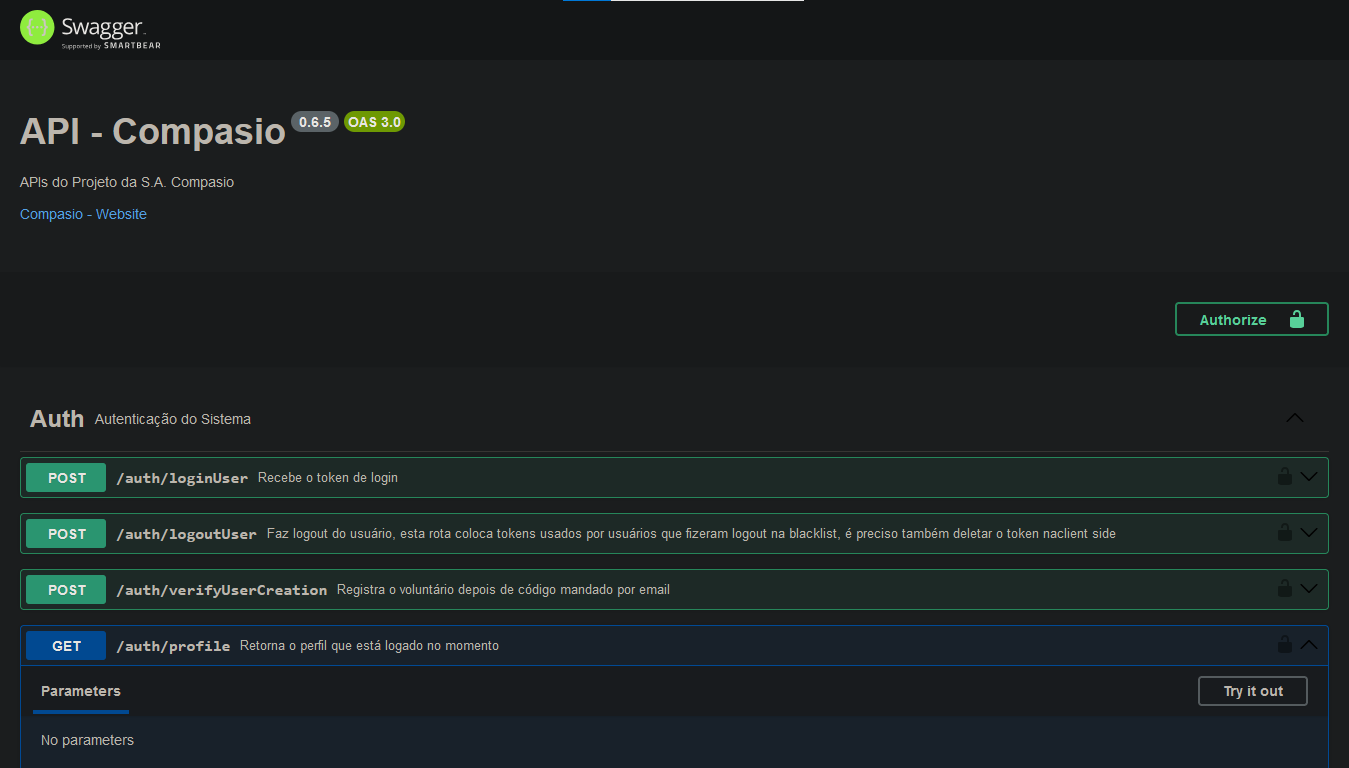 Swagger
Supported by SMARTBEAR
API - Compasio 0.6.5 OAS 3.0
APIs do Projeto da S.A. Compasio
Compasio - Website
Authorize
Auth Autenticação do Sistema
POST /auth/loginUser Recebe o token de login
POST /auth/logoutUser Faz logout do usuário, esta rota coloca tokens usados por usuários que fizeram logout na blacklist, é preciso também deletar o token naclient side
POST /auth/verifyUserCreation Registra o voluntário depois de código mandado por email
GET /auth/profile Retorna o perfil que está logado no momento
Parameters Try it out
No parameters